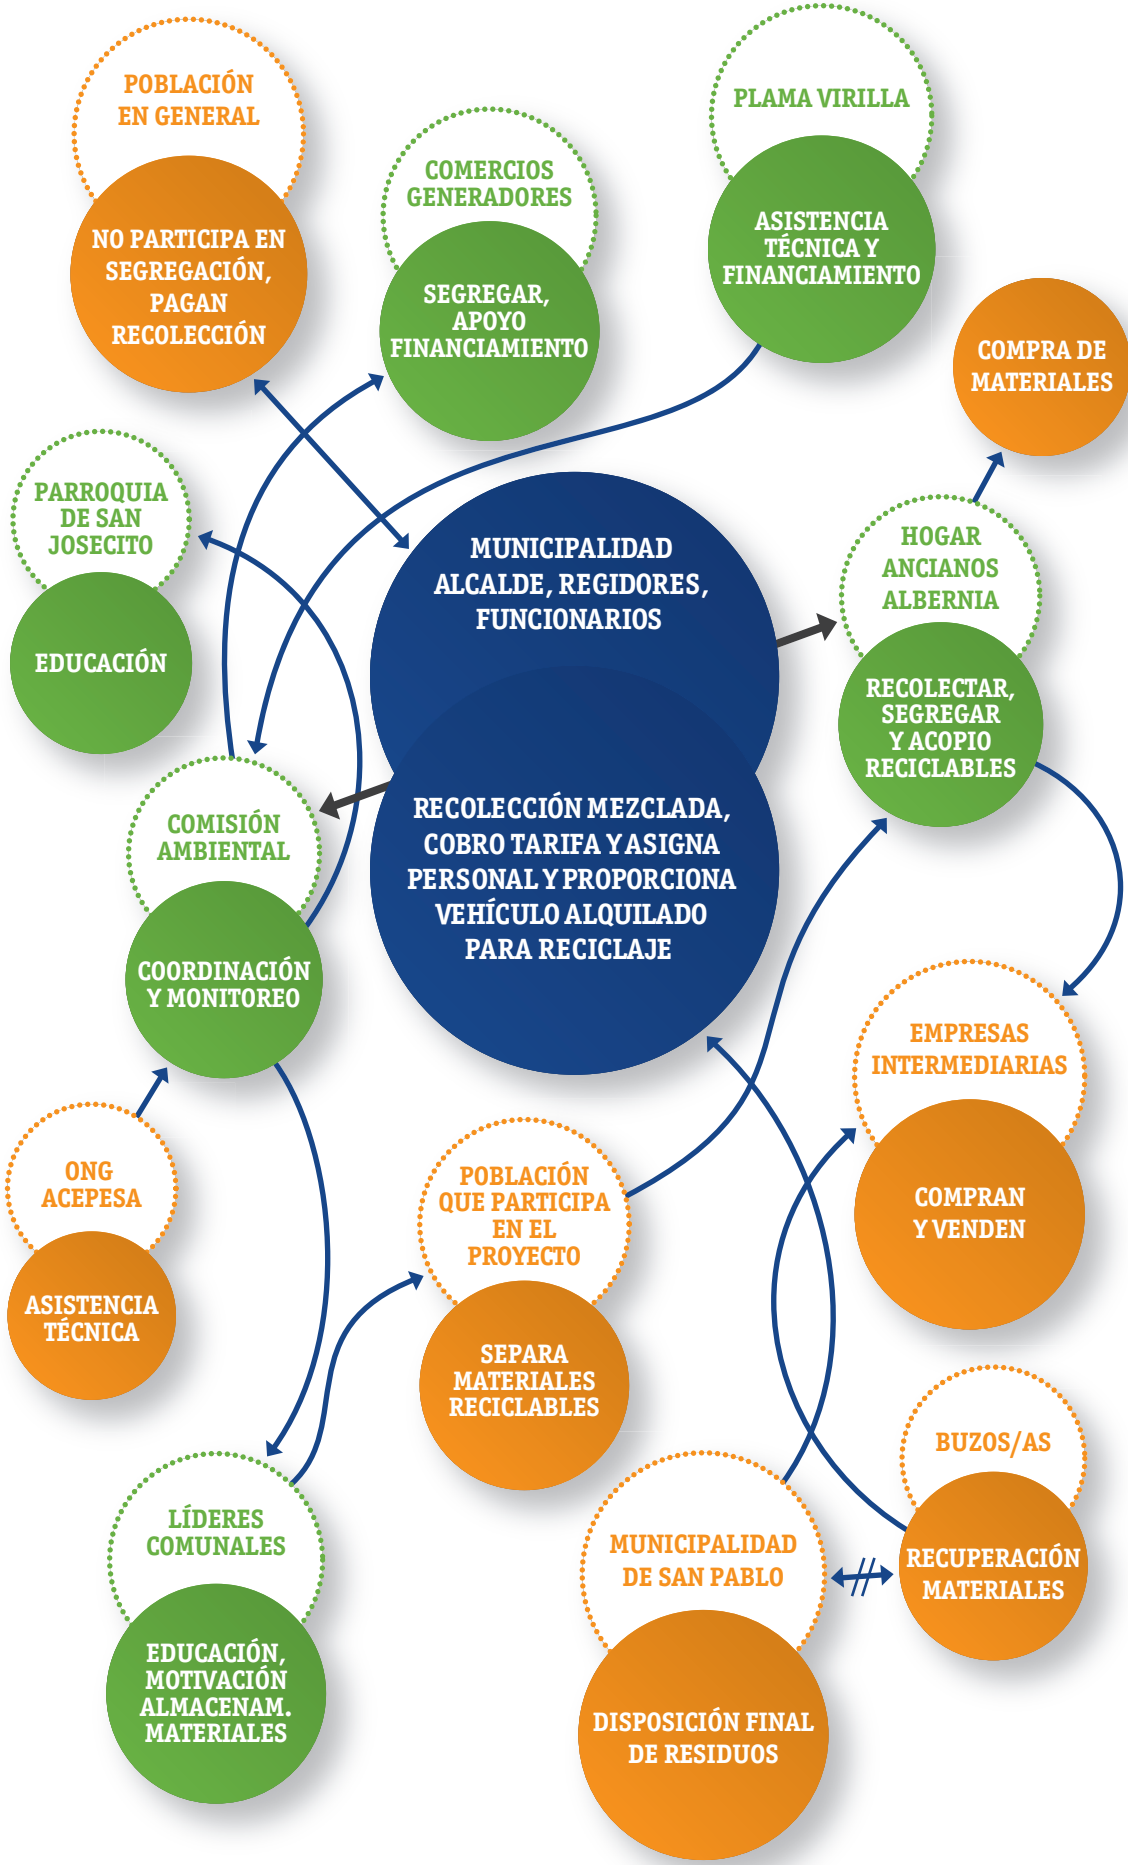 POBLACIÓN
EN GENERAL
NO PARTICIPA EN
SEGREGACIÓN,
PAGAN
RECOLECCIÓN
COMERCIOS
GENERADORES
SEGREGAR,
APOYO
FINANCIAMIENTO
PLAMA VIRILLA
ASISTENCIA
TÉCNICA Y
FINANCIAMIENTO
COMPRA DE
MATERIALES
PARROQUIA
DE SAN
JOSECITO
EDUCACIÓN
MUNICIPALIDAD
ALCALDE, REGIDORES,
FUNCIONARIOS
RECOLECCIÓN MEZCLADA,
COBRO TARIFA Y ASIGNA
PERSONAL Y PROPORCIONA
VEHÍCULO ALQUILADO
PARA RECICLAJE
HOGAR
ANCIANOS
ALBERNIA
RECOLECTAR,
SEGREGAR
Y ACOPIO
RECICLABLES
COMISIÓN
AMBIENTAL
COORDINACIÓN
Y MONITOREO
EMPRESAS
INTERMEDIARIAS
COMPRAN
Y VENDEN
ONG
ACEPESA
ASISTENCIA
TÉCNICA
POBLACIÓN
QUE PARTICIPA
EN EL
PROYECTO
SEPARA
MATERIALES
RECICLABLES
BUZOS/AS
RECUPERACIÓN
MATERIALES
LÍDERES
COMUNALES
EDUCACIÓN,
MOTIVACIÓN
ALMACENAM.
MATERIALES
MUNICIPALIDAD
DE SAN PABLO
DISPOSICIÓN FINAL
DE RESIDUOS